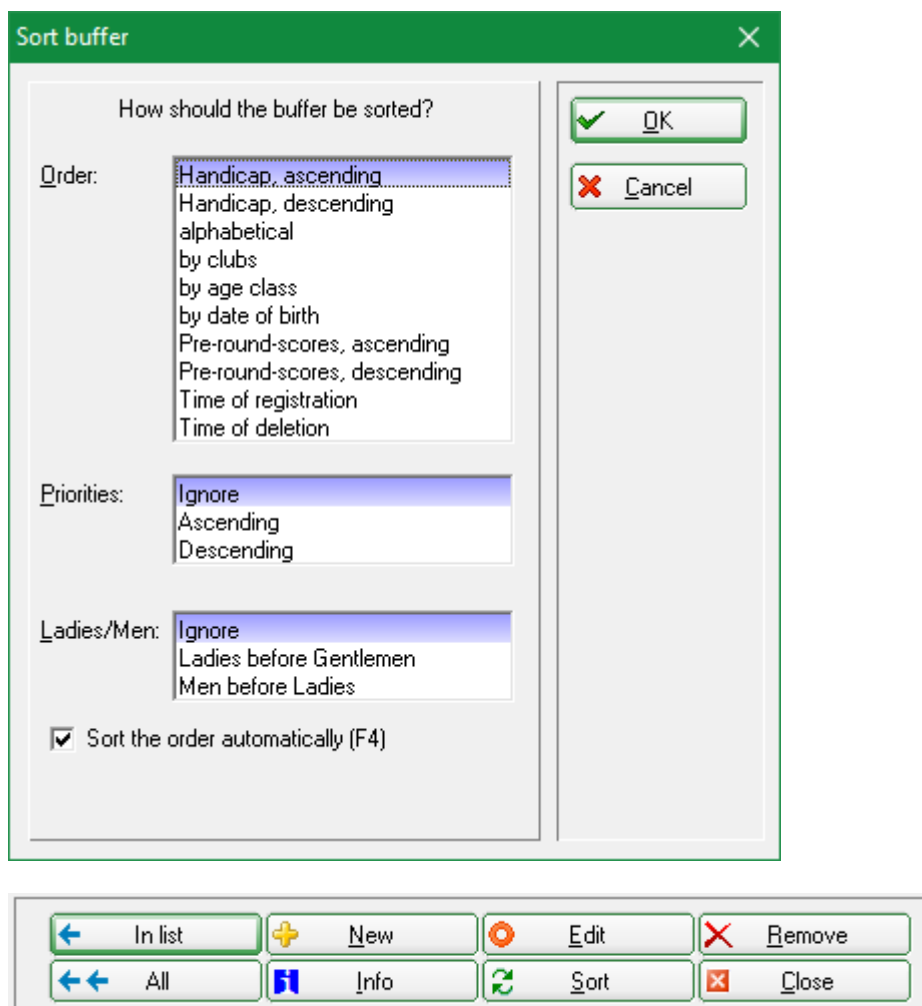 Sort buffer
How should the buffer be sorted?
OK
Order:
Handicap, ascending
Cancel
Handicap, descending
alphabetical
by clubs
by age class
by date of birth
Pre-round-scores, ascending
Pre-round-scores, descending
Time of registration
Time of deletion
Priorities:
Ignore
Ascending
Descending
Ladies/Men:
Ignore
Ladies before Gentlemen
Men before Ladies
Sort the order automatically (F4)
In list
New
Edit
Remove
All
Info
Sort
Close